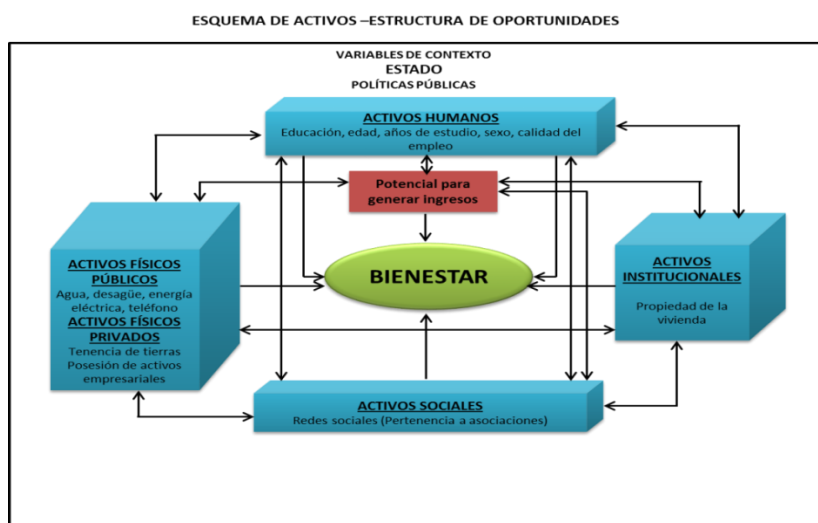 ESQUEMA DE ACTIVOS –ESTRUCTURA DE OPORTUNIDADES
VARIABLES DE CONTEXTO
ESTADO
POLÍTICAS PÚBLICAS
ACTIVOS HUMANOS
Educación, edad, años de estudio, sexo, calidad del
empleo
Potencial para
generar ingresos
BIENESTAR
ACTIVOS FÍSICOS
PÚBLICOS
Agua, desagüe, energía
eléctrica, teléfono
ACTIVOS FÍSICOS
PRIVADOS
Tenencia de tierras
Posesión de activos
empresariales
ACTIVOS
INSTITUCIONALES
Propiedad de la
vivienda
ACTIVOS SOCIALES
Redes sociales (Pertenencia a asociaciones)